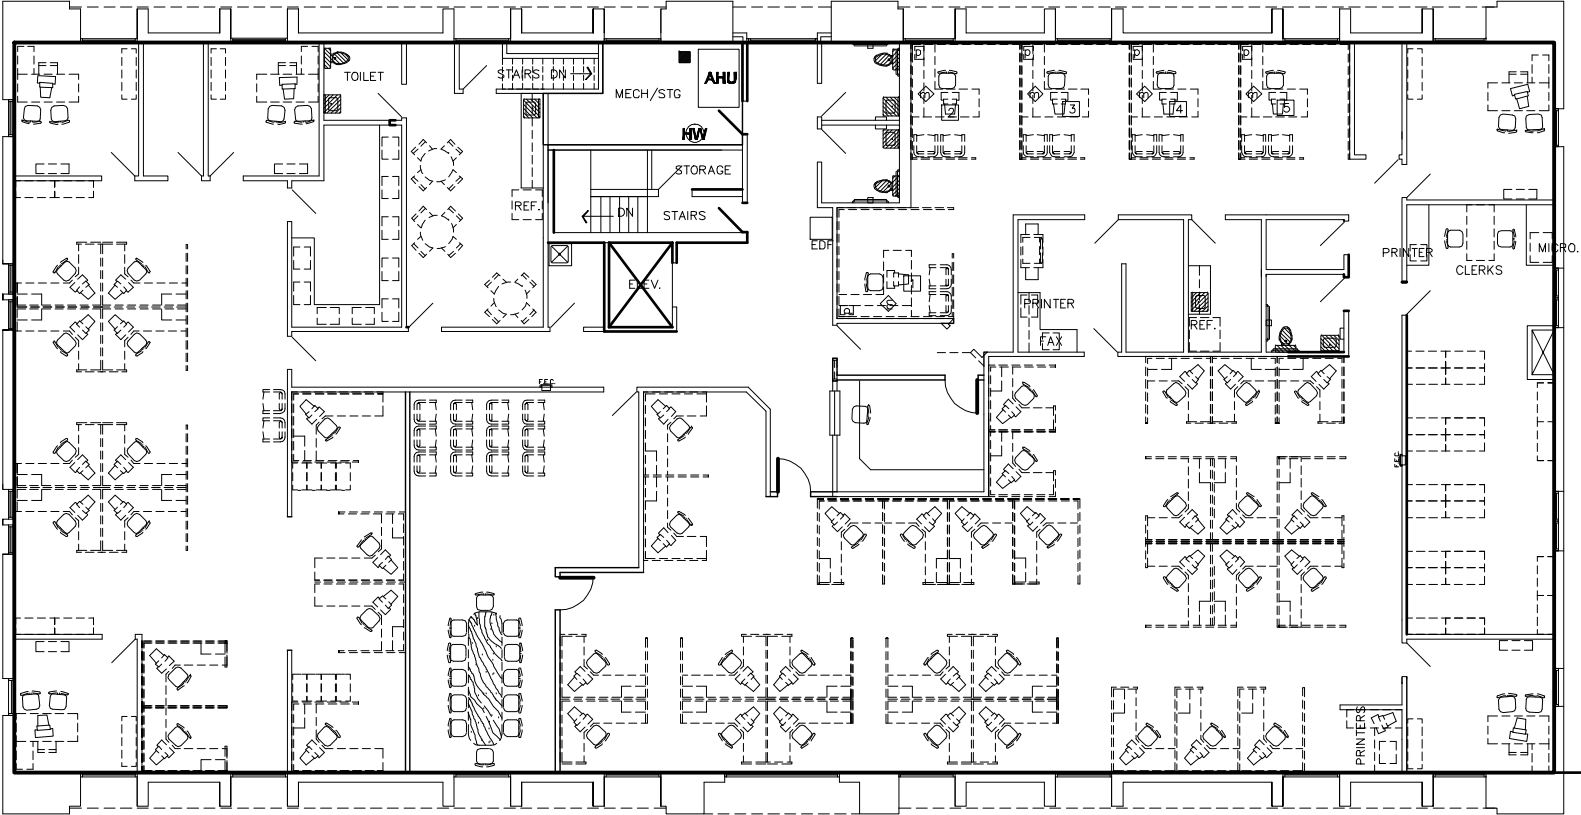 TOILET
STAIRS DN
MECH/STG
AHU
HW
STORAGE
DN
STAIRS
REF.
ELEV.
EDF
2
3
4
5
PRINTER
FAX
REF.
PRINTER
CLERKS
MICRO.
FEC
FEC
PRINTERS